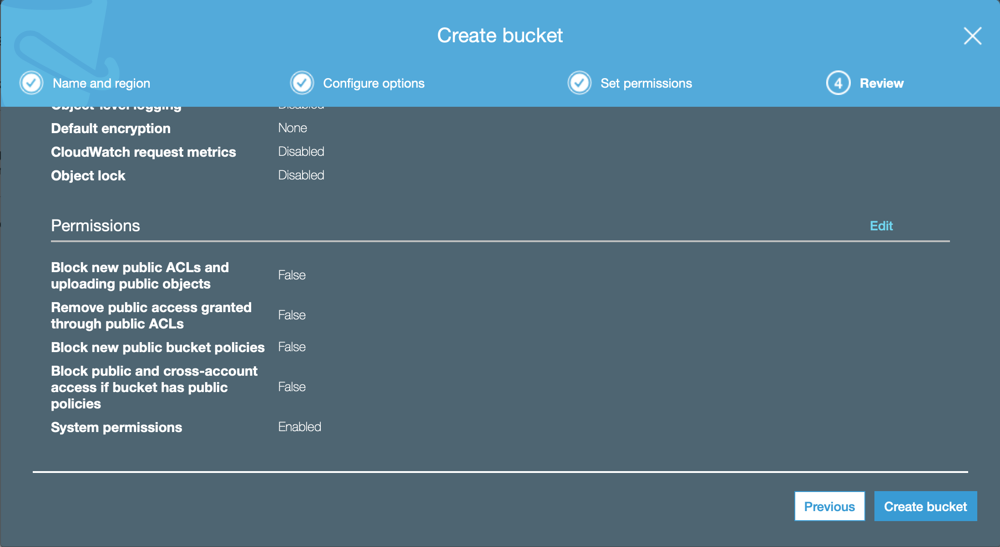 Create bucket
Name and region
Configure options
Set permissions
4 Review
Object-level logging Disabled
Default encryption None
CloudWatch request metrics Disabled
Object lock Disabled
Permissions Edit
Block new public ACLs and
uploading public objects
False
Remove public access granted
through public ACLs
False
Block new public bucket policies False
Block public and cross-account
access if bucket has public
policies
False
System permissions Enabled
Previous
Create bucket